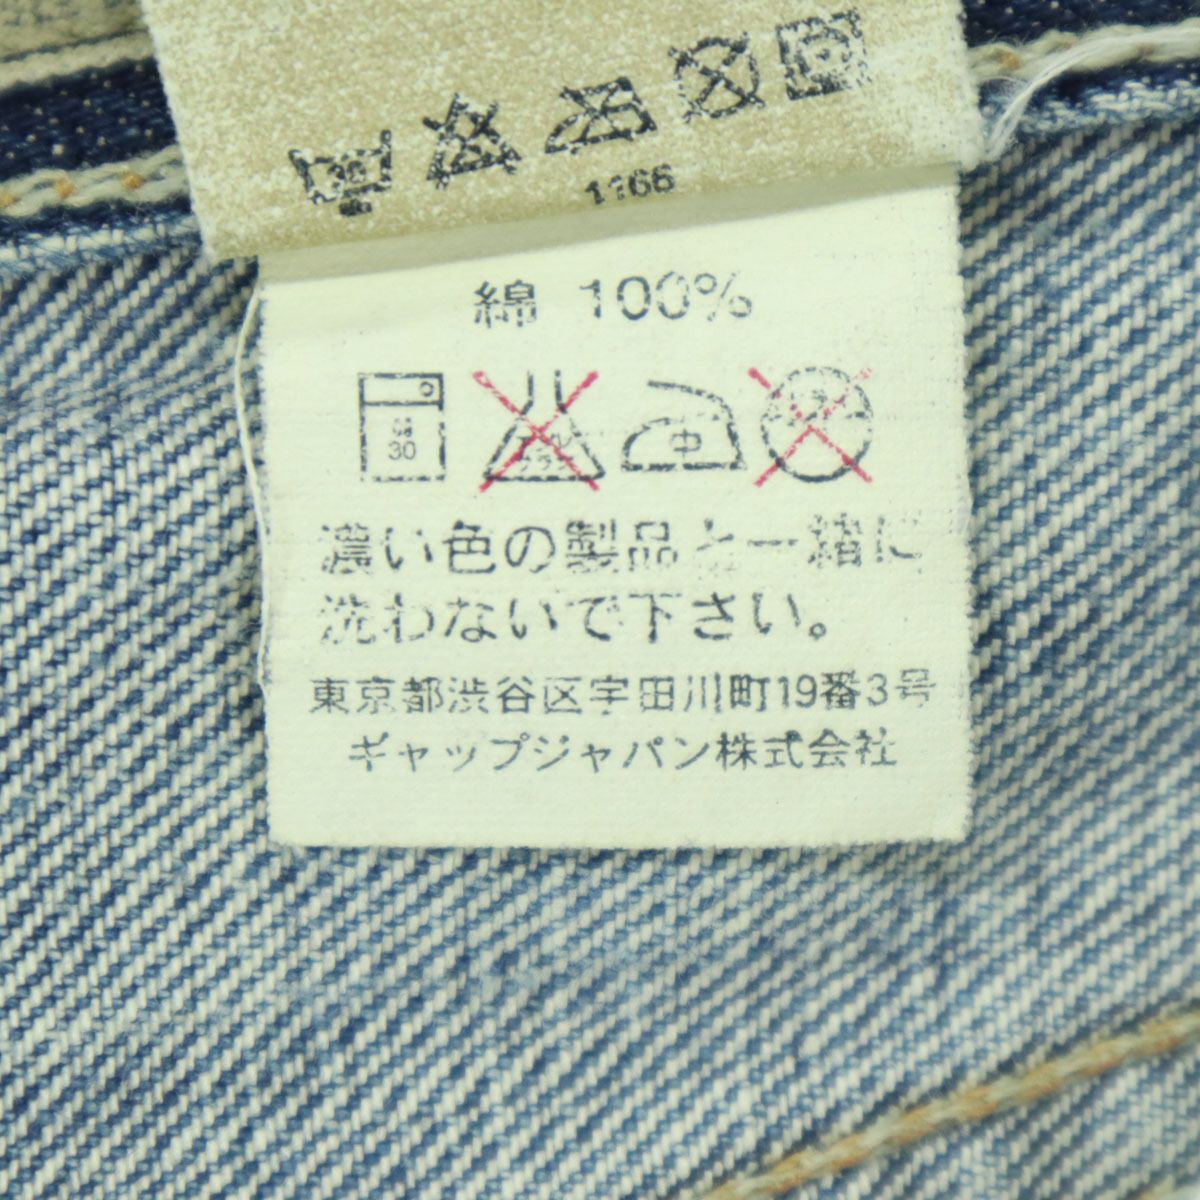 1166
綿 100%
30
中
濃い色の製品と一緒に
洗わないで下さい。
東京都渋谷区宇田川町19番3号
ギャップジャパン株式会社